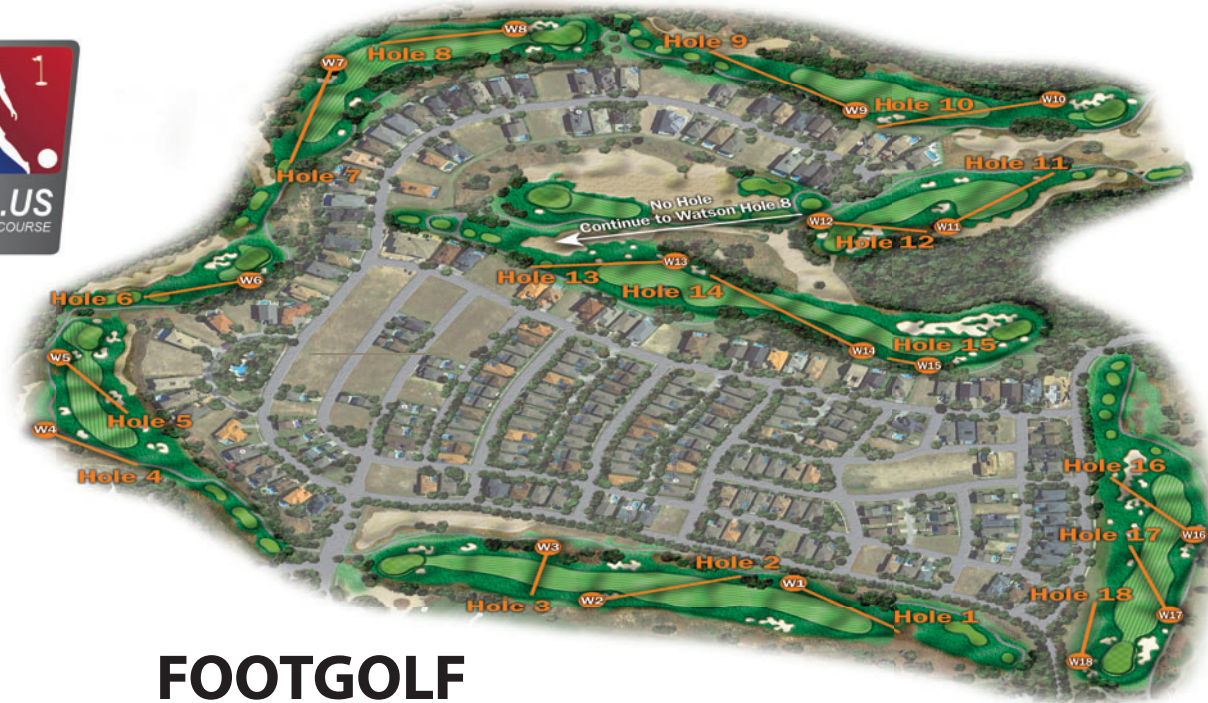 .US
COURSE
W8
Hole 8
W7
Hole 9
W9
Hole 10
W10
Hole 7
Hole 11
No Hole
Continue to Watson Hole 8
W12
W11
Hole 12
W13
Hole 13
Hole 14
W6
Hole 6
W5
Hole 5
W4
Hole 4
W14
Hole 15
W15
Hole 16
W16
Hole 17
W17
Hole 18
W18
W3
Hole 2
W1
W2
Hole 3
Hole 1
FOOTGOLF